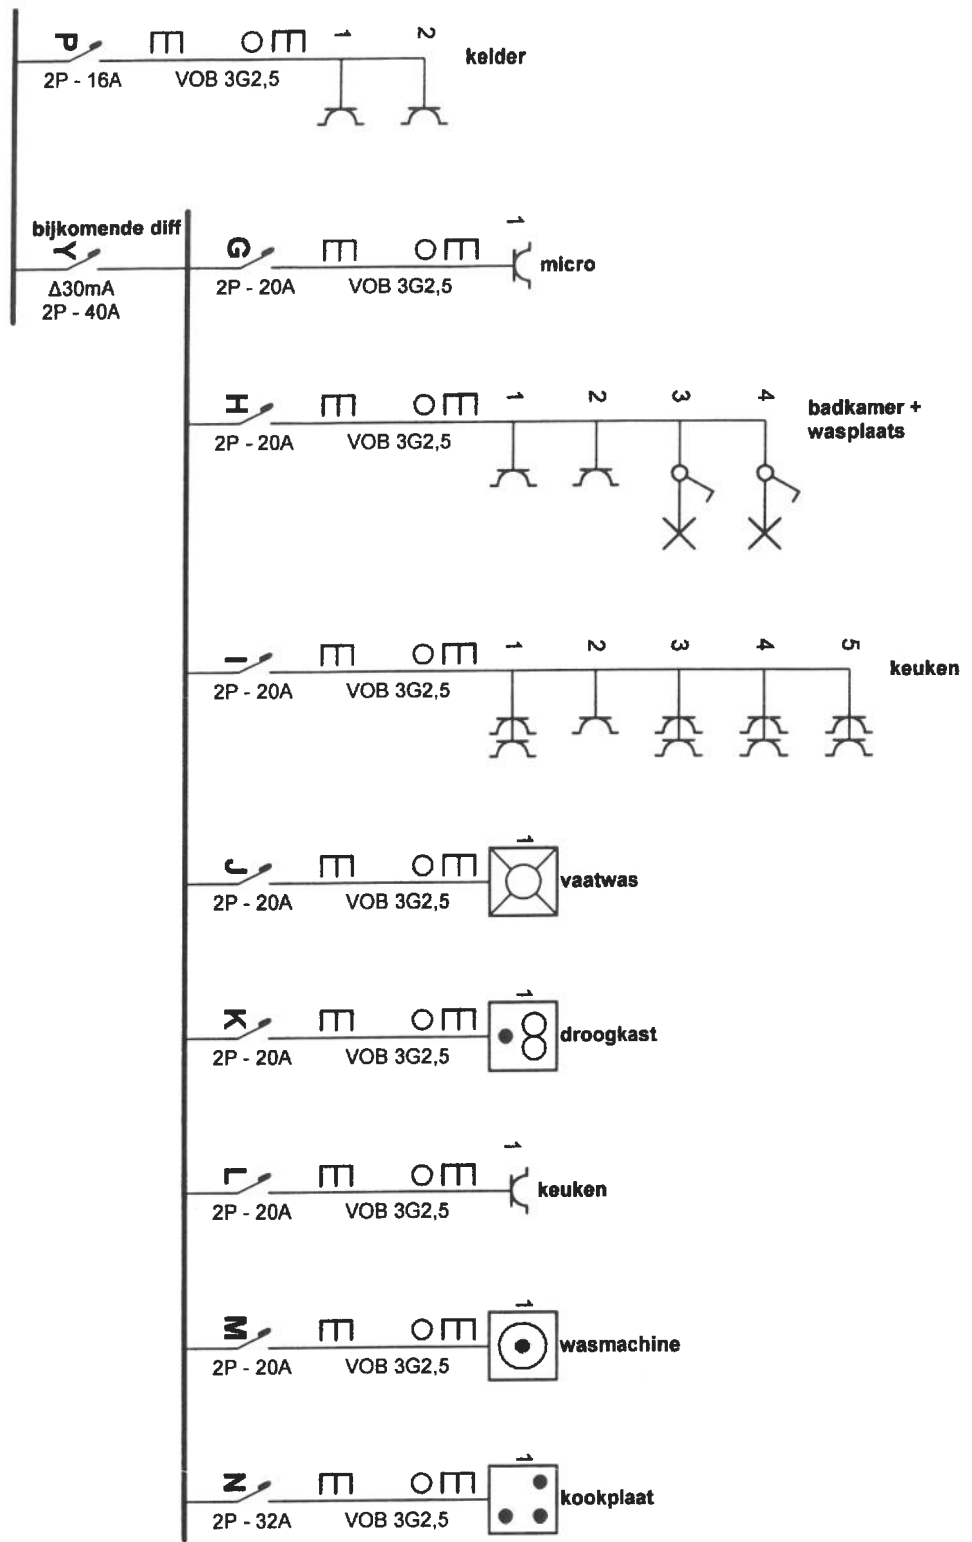 P 1 2 kelder
2P - 16A VOB 3G2,5
bijkomende diff
Y
Δ30mA
2P - 40A
G 1 micro
2P - 20A VOB 3G2,5
H 1 2 3 4 badkamer +
wasplaats
2P - 20A VOB 3G2,5
I 1 2 3 4 5 keuken
2P - 20A VOB 3G2,5
J 1 vaatwas
2P - 20A VOB 3G2,5
K 1 droogkast
2P - 20A VOB 3G2,5
L 1 keuken
2P - 20A VOB 3G2,5
M 1 wasmachine
2P - 20A VOB 3G2,5
N 1 kookplaat
2P - 32A VOB 3G2,5